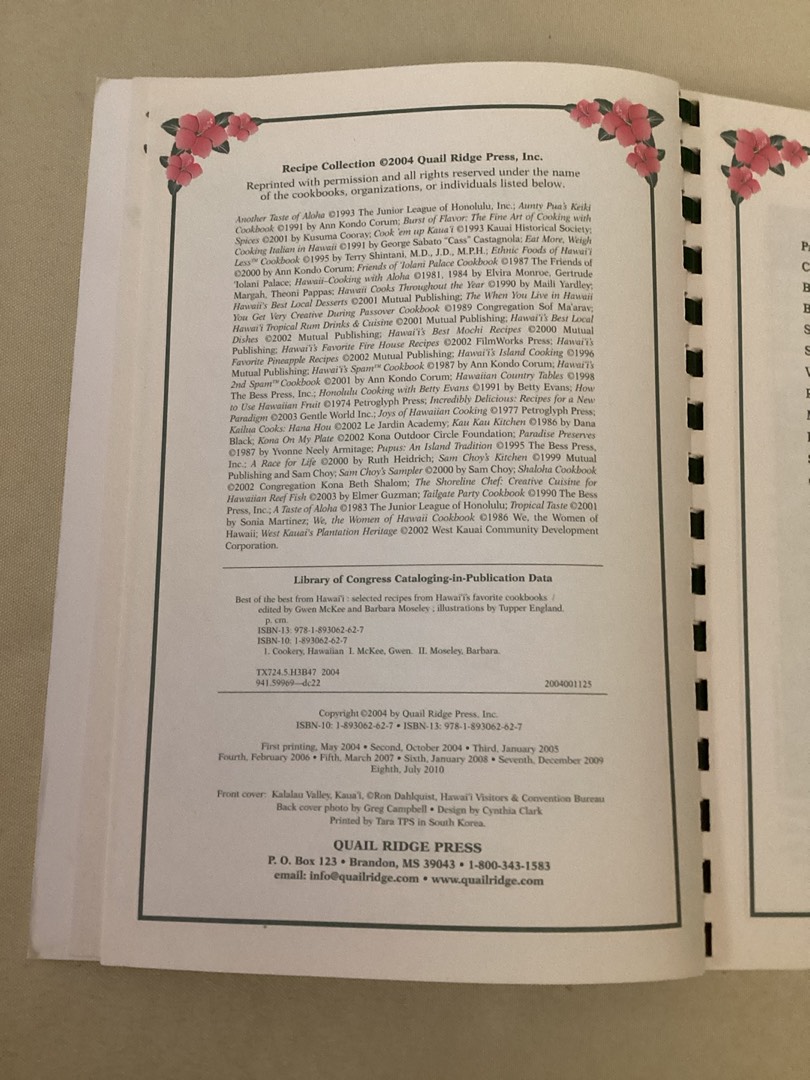 Recipe Collection ©2004 Quail Ridge Press, Inc.
Reprinted with permission and all rights reserved under the name
of the cookbooks, organizations, or individuals listed below.
Another Taste of Aloha ©1993 The Junior League of Honolulu, Inc.; Aunty Pua's Keiki
Cookbook ©1991 by Ann Kondo Corum; Burst of Flavor: The Fine Art of Cooking with
Spices ©2001 by Kusuma Cooray; Cook 'em up Kaua'i ©1993 Kauai Historical Society;
Cooking Italian in Hawaii ©1991 by George Sabato "Cass" Castagnola; Eat More, Weigh
Less™ Cookbook ©1995 by Terry Shintani, M.D., J.D., M.P.H.; Ethnic Foods of Hawai'i
©2000 by Ann Kondo Corum; Friends of 'Iolani Palace Cookbook ©1987 The Friends of
'Iolani Palace; Hawaii–Cooking with Aloha ©1981, 1984 by Elvira Monroe, Gertrude
Margah, Theoni Pappas; Hawaii Cooks Throughout the Year ©1990 by Maili Yardley;
Hawaii's Best Local Desserts ©2001 Mutual Publishing; The When You Live in Hawaii
You Get Very Creative During Passover Cookbook ©1989 Congregation Sof Ma'arav;
Hawai'i Tropical Rum Drinks & Cuisine ©2001 Mutual Publishing; Hawai'i's Best Local
Dishes ©2002 Mutual Publishing; Hawai'i's Best Mochi Recipes ©2000 Mutual
Publishing; Hawai'i's Favorite Fire House Recipes ©2002 FilmWorks Press; Hawai'i's
Favorite Pineapple Recipes ©2002 Mutual Publishing; Hawai'i's Island Cooking ©1996
Mutual Publishing; Hawai'i's Spam™ Cookbook ©1987 by Ann Kondo Corum; Hawai'i's
2nd Spam™ Cookbook ©2001 by Ann Kondo Corum; Hawaiian Country Tables ©1998
The Bess Press, Inc.; Honolulu Cooking with Betty Evans ©1991 by Betty Evans; How
to Use Hawaiian Fruit ©1974 Petroglyph Press; Incredibly Delicious: Recipes for a New
Paradigm ©2003 Gentle World Inc.; Joys of Hawaiian Cooking ©1977 Petroglyph Press;
Kailua Cooks: Hana Hou ©2002 Le Jardin Academy; Kau Kau Kitchen ©1986 by Dana
Black; Kona On My Plate ©2002 Kona Outdoor Circle Foundation; Paradise Preserves
©1987 by Yvonne Neely Armitage; Pupus: An Island Tradition ©1995 The Bess Press,
Inc.; A Race for Life ©2000 by Ruth Heidrich; Sam Choy's Kitchen ©1999 Mutual
Publishing and Sam Choy; Sam Choy's Sampler ©2000 by Sam Choy; Shaloha Cookbook
©2002 Congregation Kona Beth Shalom; The Shoreline Chef: Creative Cuisine for
Hawaiian Reef Fish ©2003 by Elmer Guzman; Tailgate Party Cookbook ©1990 The Bess
Press, Inc.; A Taste of Aloha ©1983 The Junior League of Honolulu; Tropical Taste ©2001
by Sonia Martinez; We, the Women of Hawaii Cookbook ©1986 We, the Women of
Hawaii; West Kauai's Plantation Heritage ©2002 West Kauai Community Development
Corporation.
Library of Congress Cataloging-in-Publication Data
Best of the best from Hawai'i : selected recipes from Hawai'i's favorite cookbooks /
edited by Gwen McKee and Barbara Moseley ; illustrations by Tupper England.
p. cm.
ISBN-13: 978-1-893062-62-7
ISBN-10: 1-893062-62-7
1. Cookery, Hawaiian I. McKee, Gwen. II. Moseley, Barbara.
TX724.5.H3B47 2004
941.59969—dc22 2004001125
Copyright ©2004 by Quail Ridge Press, Inc.
ISBN-10: 1-893062-62-7 • ISBN-13: 978-1-893062-62-7
First printing, May 2004 • Second, October 2004 • Third, January 2005
Fourth, February 2006 • Fifth, March 2007 • Sixth, January 2008 • Seventh, December 2009
Eighth, July 2010
Front cover: Kalalau Valley, Kaua'i, ©Ron Dahlquist, Hawai'i Visitors & Convention Bureau
Back cover photo by Greg Campbell • Design by Cynthia Clark
Printed by Tara TPS in South Korea.
QUAIL RIDGE PRESS
P. O. Box 123 • Brandon, MS 39043 • 1-800-343-1583
email: info@quailridge.com • www.quailridge.com